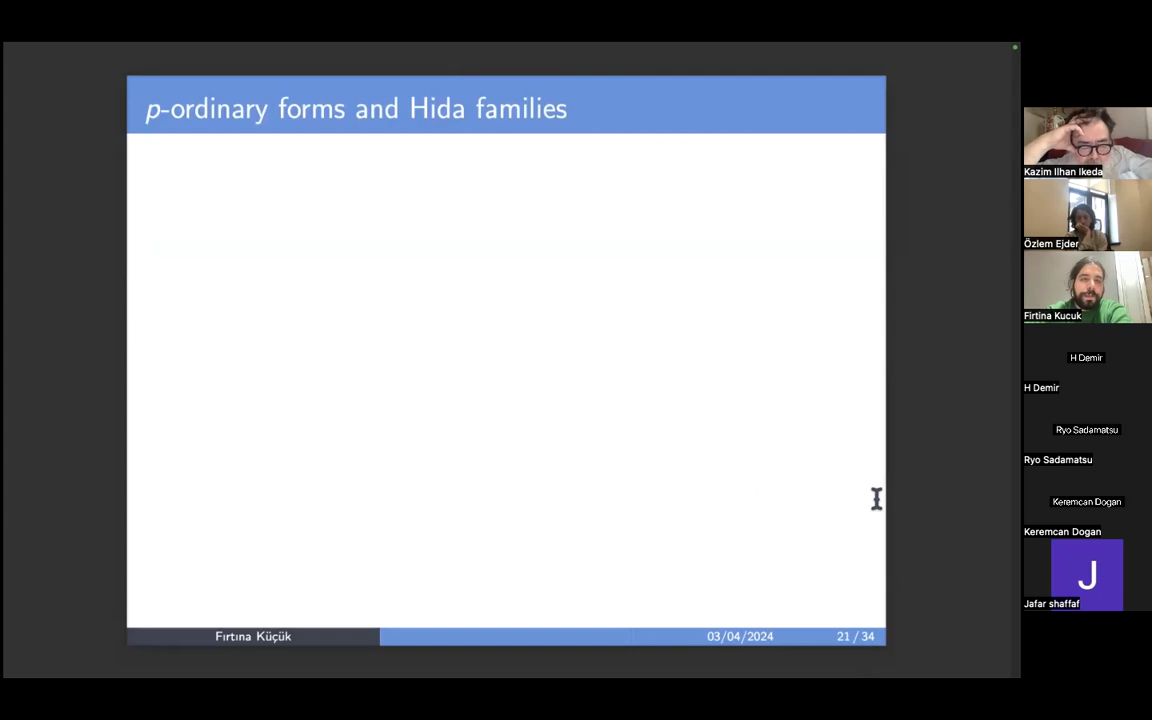 p-ordinary forms and Hida families
Fırtına Küçük
03/04/2024
21 / 34
Kazim Ilhan Ikeda
Özlem Ejder
Firtina Kucuk
H Demir
H Demir
Ryo Sadamatsu
Ryo Sadamatsu
Keremcan Dogan
Keremcan Dogan
J
Jafar shaffaf